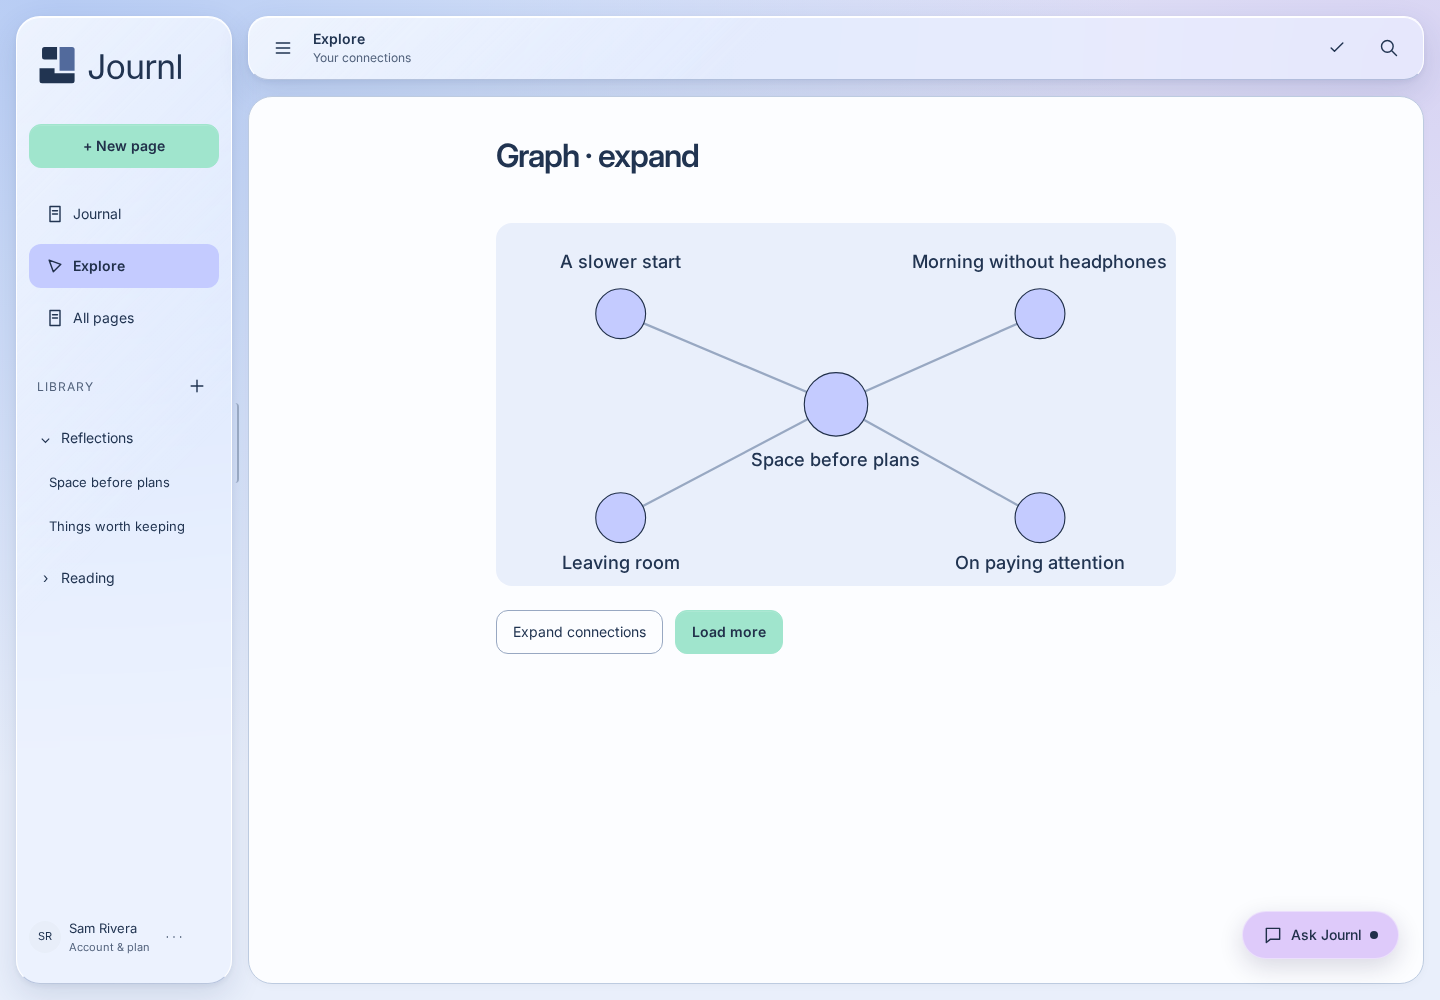 Journl
+ New page
Journal
Explore
All pages
LIBRARY
Reflections
Space before plans
Things worth keeping
Reading
SR
Sam Rivera
Account & plan
Explore
Your connections
Graph · expand
A slower start
Morning without headphones
Space before plans
Leaving room
On paying attention
Expand connections
Load more
Ask Journl